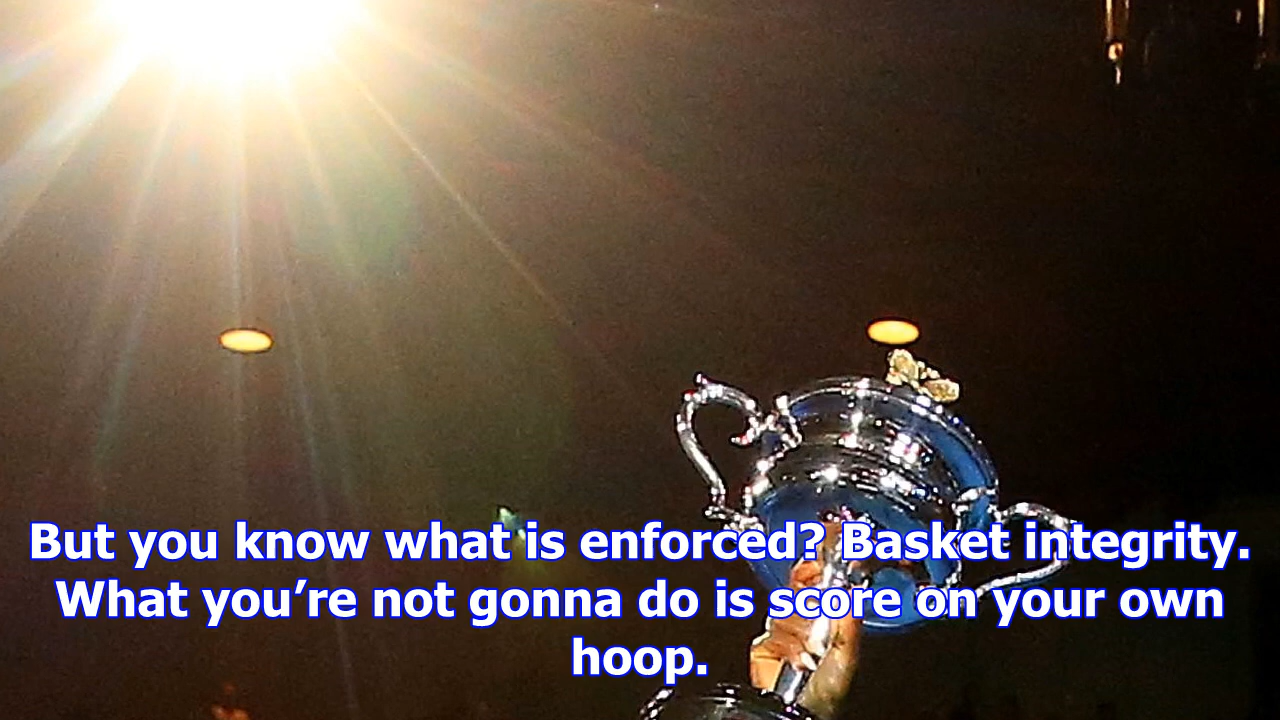 But you know what is enforced? Basket integrity.
What you’re not gonna do is score on your own
hoop.